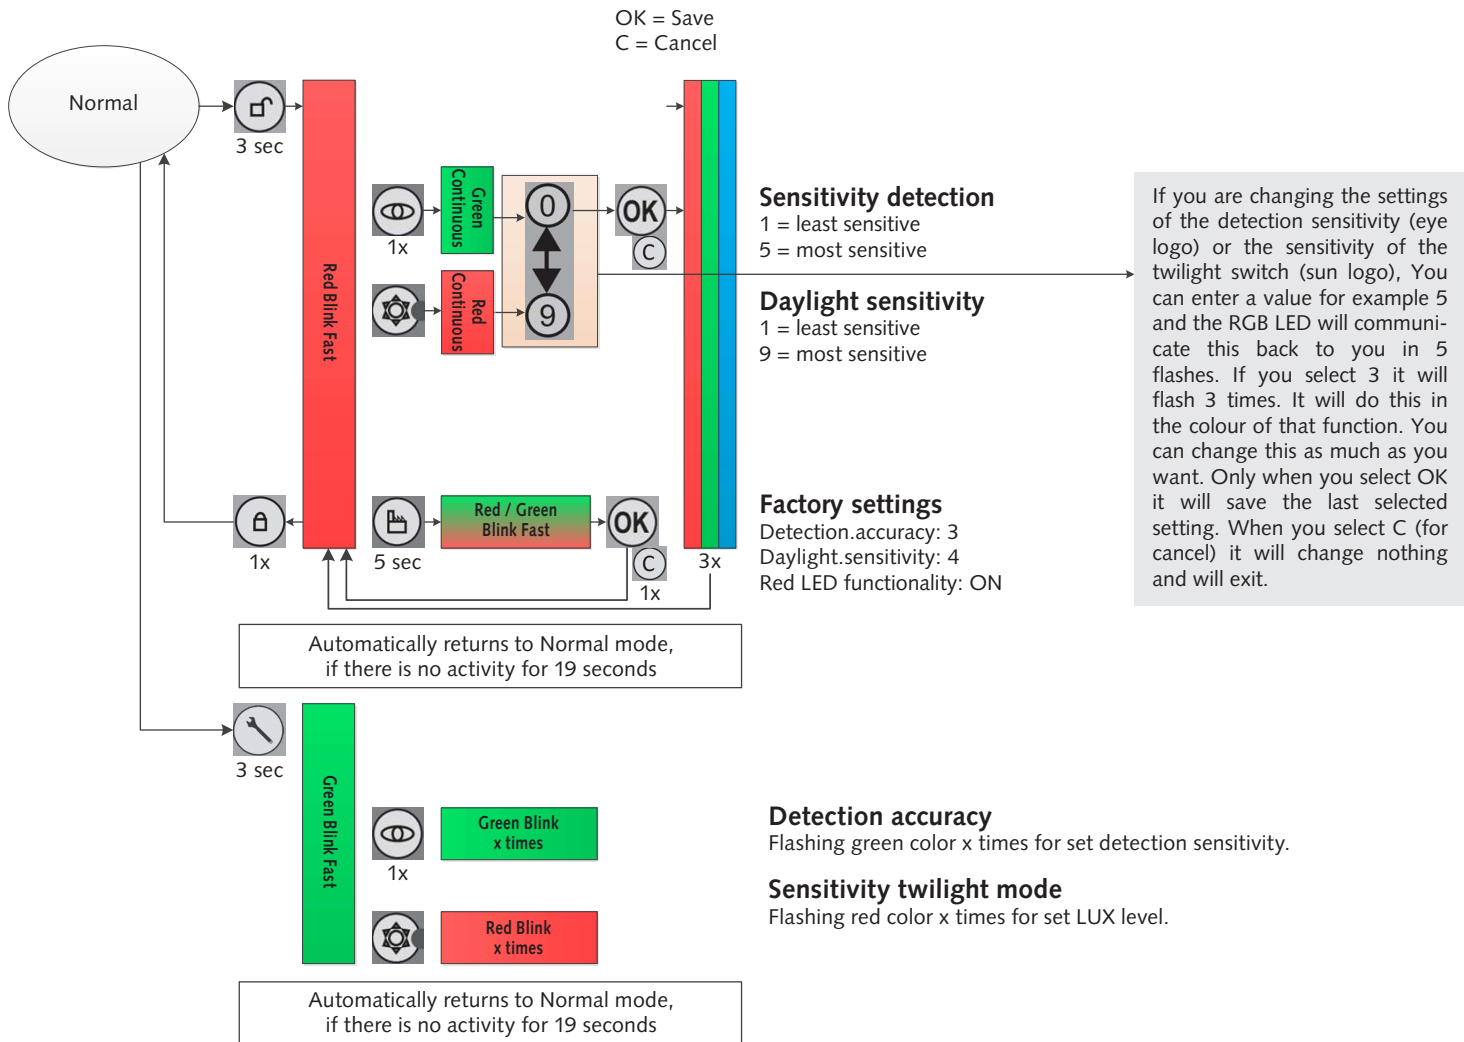 OK = Save
C = Cancel
Normal
3 sec
Red Blink Fast
1x
Green
Continuous
Red
Continuous
0
9
OK
C
Sensitivity detection
1 = least sensitive
5 = most sensitive
Daylight sensitivity
1 = least sensitive
9 = most sensitive
If you are changing the settings
of the detection sensitivity (eye
logo) or the sensitivity of the
twilight switch (sun logo), You
can enter a value for example 5
and the RGB LED will communi-
cate this back to you in 5
flashes. If you select 3 it will
flash 3 times. It will do this in
the colour of that function. You
can change this as much as you
want. Only when you select OK
it will save the last selected
setting. When you select C (for
cancel) it will change nothing
and will exit.
1x
5 sec
Red / Green
Blink Fast
OK
C
1x
3x
Factory settings
Detection.accuracy: 3
Daylight.sensitivity: 4
Red LED functionality: ON
Automatically returns to Normal mode,
if there is no activity for 19 seconds
3 sec
Green Blink Fast
1x
Green Blink
x times
Red Blink
x times
Detection accuracy
Flashing green color x times for set detection sensitivity.
Sensitivity twilight mode
Flashing red color x times for set LUX level.
Automatically returns to Normal mode,
if there is no activity for 19 seconds